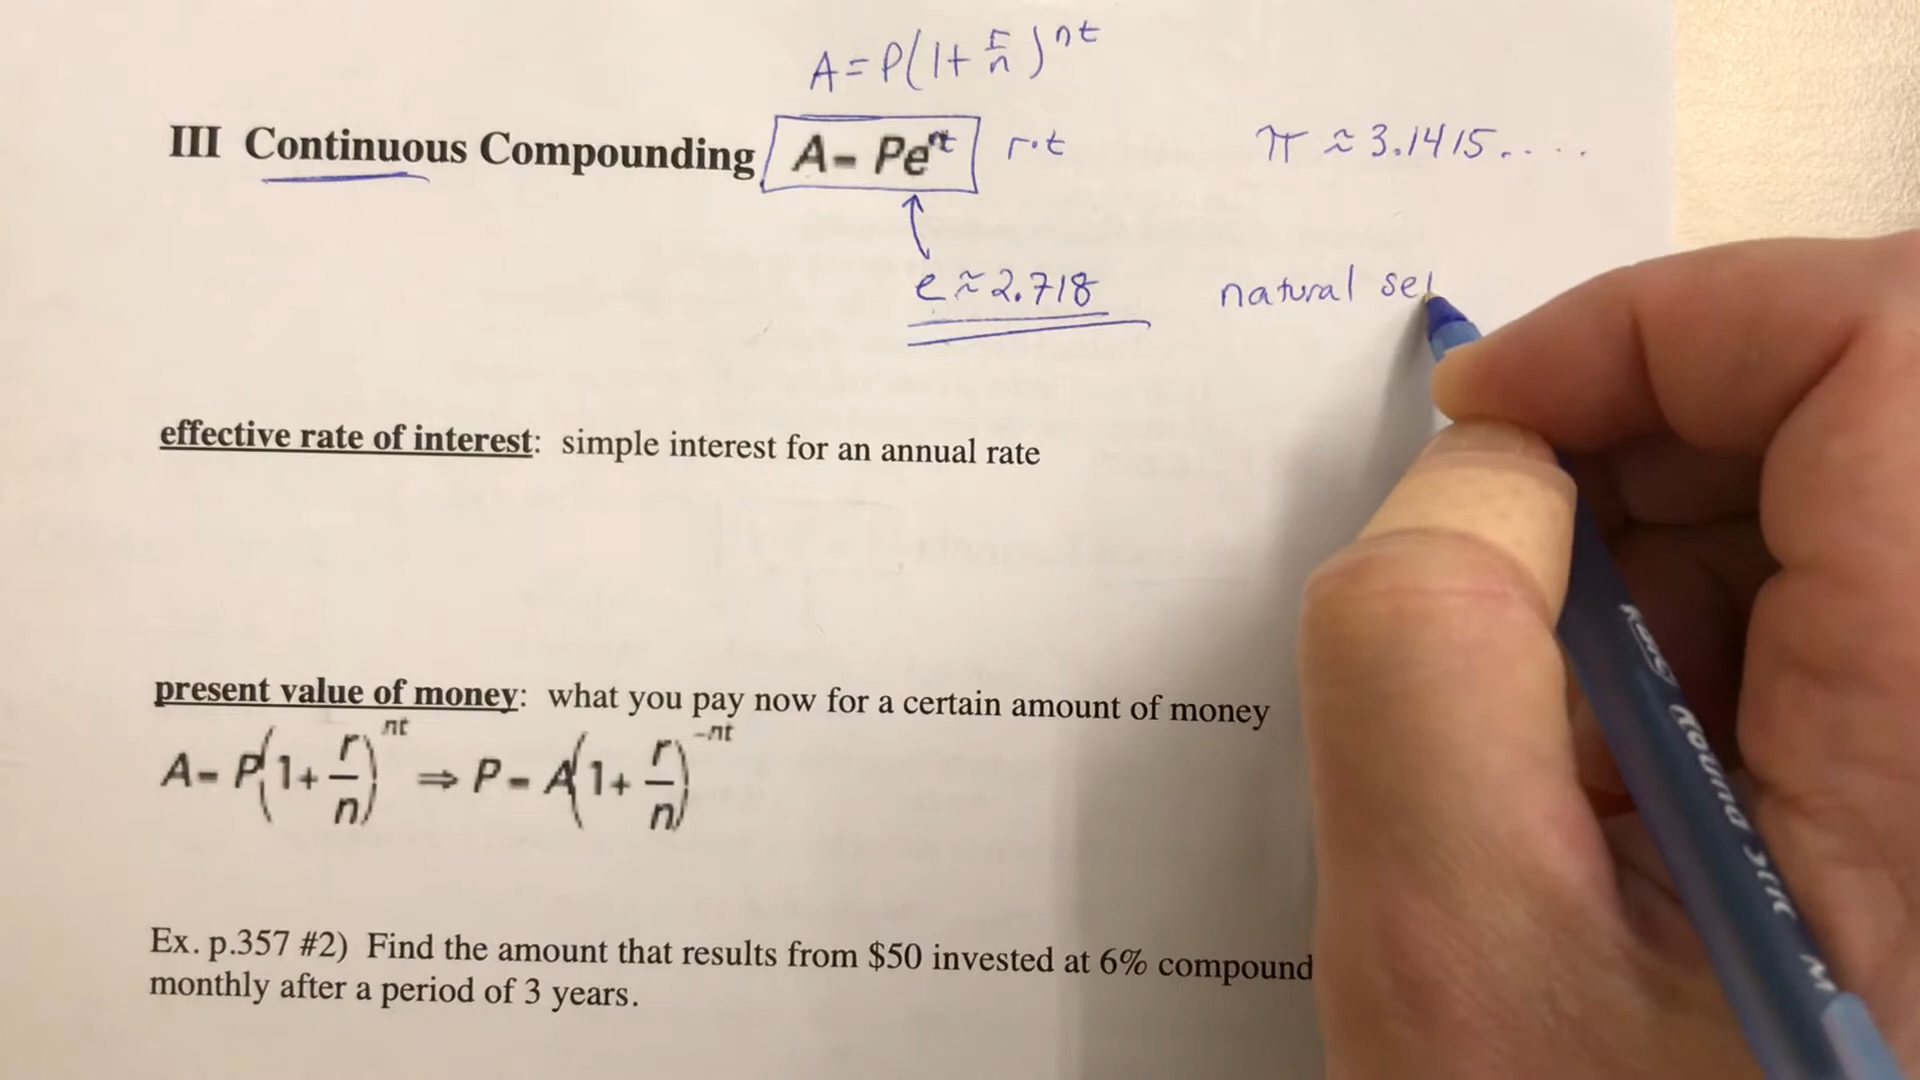 A=P(1+r/n)^nt
III Continuous Compounding A= Pe^rt r·t π ≈ 3.1415.....
e≈2.718 natural sel
effective rate of interest: simple interest for an annual rate
present value of money: what you pay now for a certain amount of money
A= P(1+r/n)^nt ⇒ P= A(1+r/n)^-nt
Ex. p.357 #2) Find the amount that results from $50 invested at 6% compound
monthly after a period of 3 years.
Round Stic M